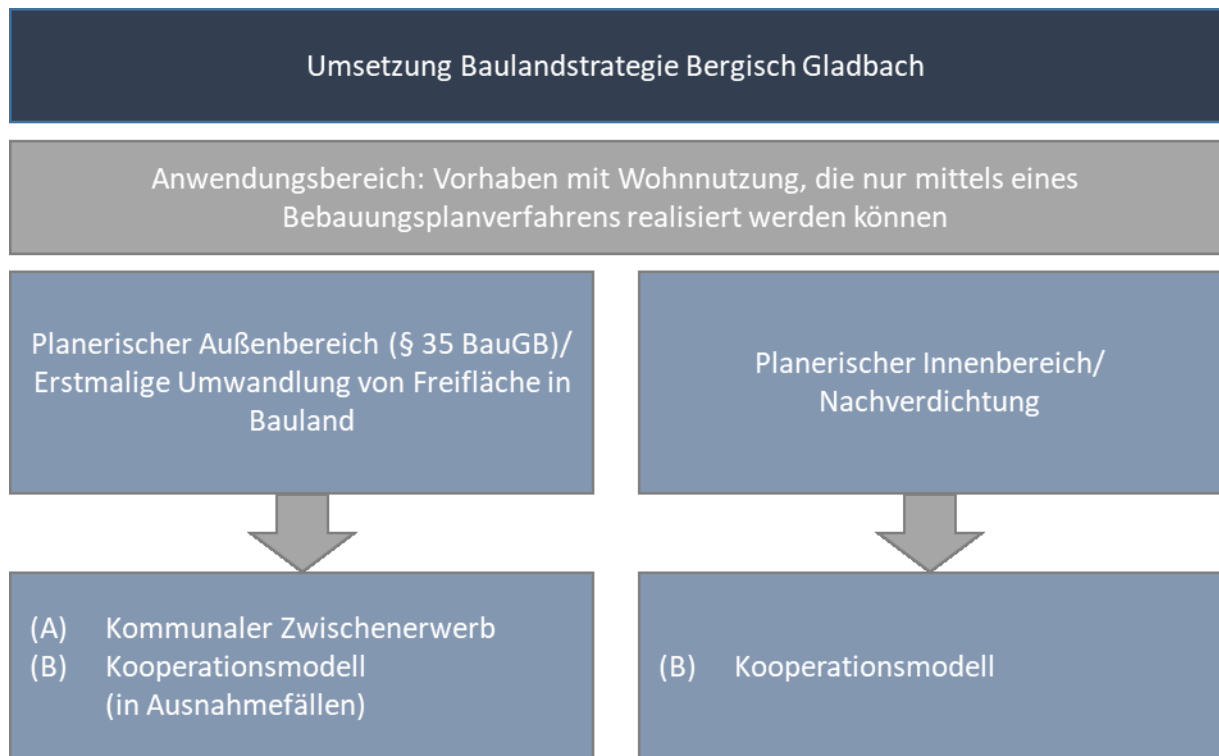 Umsetzung Baulandstrategie Bergisch Gladbach
Anwendungsbereich: Vorhaben mit Wohnnutzung, die nur mittels eines
Bebauungsplanverfahrens realisiert werden können
Planerischer Außenbereich (§ 35 BauGB)/
Erstmalige Umwandlung von Freifläche in
Bauland
Planerischer Innenbereich/
Nachverdichtung
(A) Kommunaler Zwischenerwerb
(B) Kooperationsmodell
(in Ausnahmefällen)
(B) Kooperationsmodell